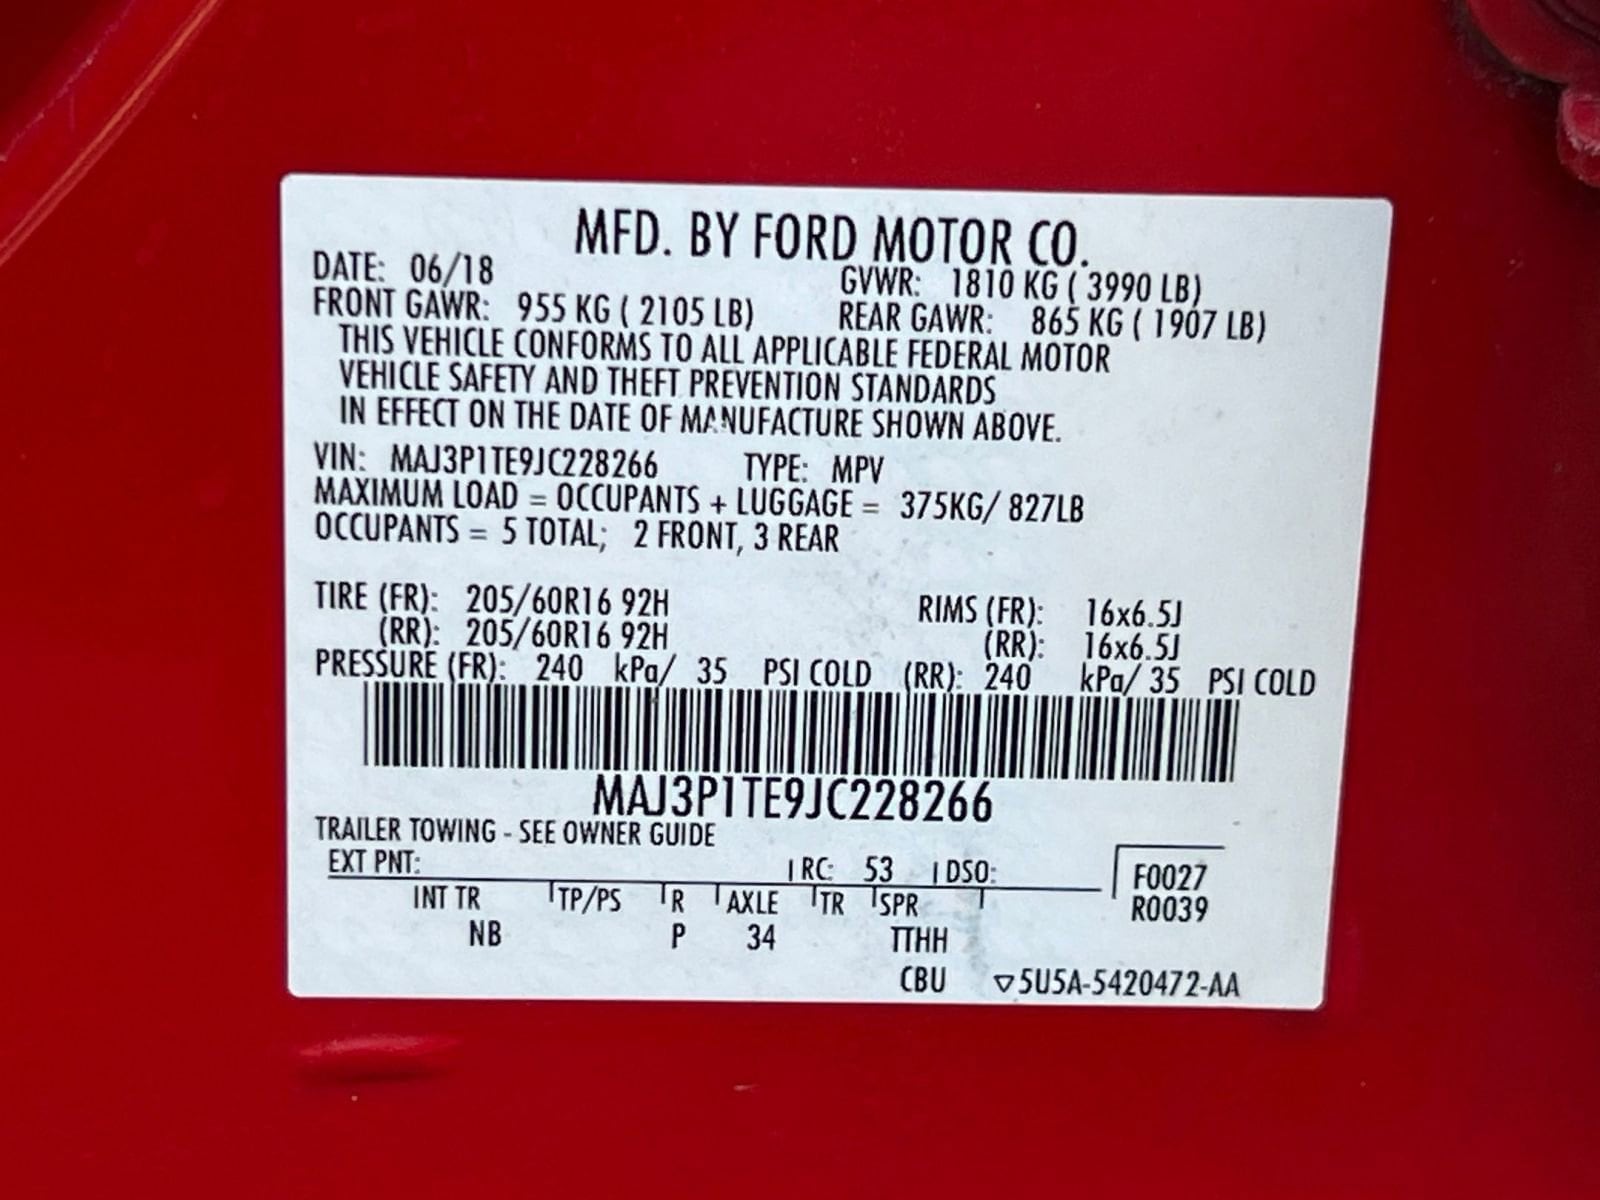 MFD. BY FORD MOTOR CO.
DATE: 06/18 GVWR: 1810 KG ( 3990 LB)
FRONT GAWR: 955 KG ( 2105 LB) REAR GAWR: 865 KG ( 1907 LB)
THIS VEHICLE CONFORMS TO ALL APPLICABLE FEDERAL MOTOR
VEHICLE SAFETY AND THEFT PREVENTION STANDARDS
IN EFFECT ON THE DATE OF MANUFACTURE SHOWN ABOVE.
VIN: MAJ3P1TE9JC228266 TYPE: MPV
MAXIMUM LOAD = OCCUPANTS + LUGGAGE = 375KG/ 827LB
OCCUPANTS = 5 TOTAL; 2 FRONT, 3 REAR
TIRE (FR): 205/60R16 92H RIMS (FR): 16x6.5J
(RR): 205/60R16 92H (RR): 16x6.5J
PRESSURE (FR): 240 kPa/ 35 PSI COLD (RR): 240 kPa/ 35 PSI COLD
MAJ3P1TE9JC228266
TRAILER TOWING - SEE OWNER GUIDE
EXT PNT: RC: 53 DSO: F0027
INT TR TP/PS R AXLE TR SPR R0039
NB P 34 TTHH
CBU ▽5U5A-5420472-AA